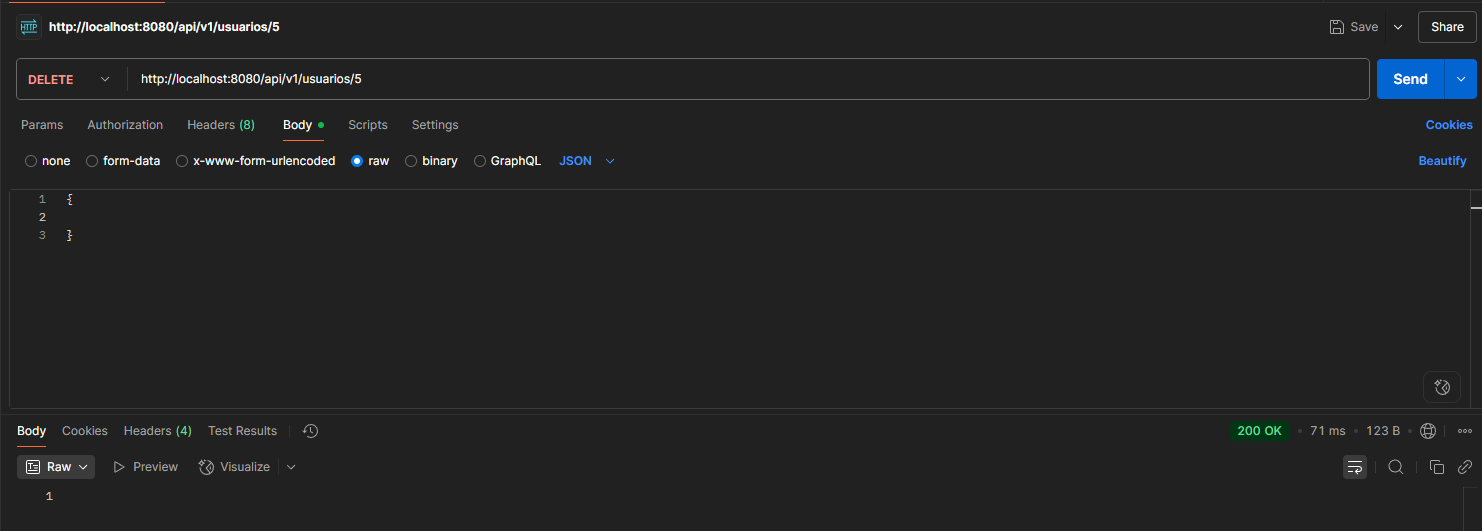 HTTP http://localhost:8080/api/v1/usuarios/5 Save Share
DELETE http://localhost:8080/api/v1/usuarios/5 Send
Params Authorization Headers (8) Body Scripts Settings Cookies
none form-data x-www-form-urlencoded raw binary GraphQL JSON Beautify
1 {
2
3 }
Body Cookies Headers (4) Test Results 200 OK • 71 ms • 123 B •
Raw Preview Visualize
1